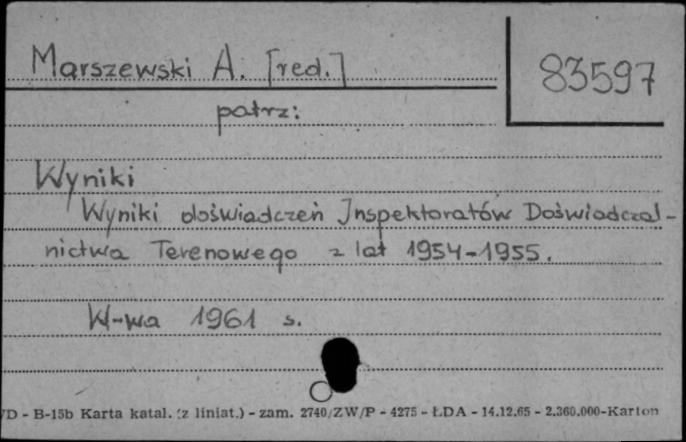 Marszewski A. [red.]
83597
patrz:
Wyniki
Wyniki doświadczeń Inspektoratów Doświadczal-
nictwa Terenowego z lat 1954-1955.
W-wa 1961 s.
/D - B-15b Karta katal. (z liniat.) - zam. 2740/ZW/P - 4275 - ŁDA - 14.12.65 - 2.360.000-Karton